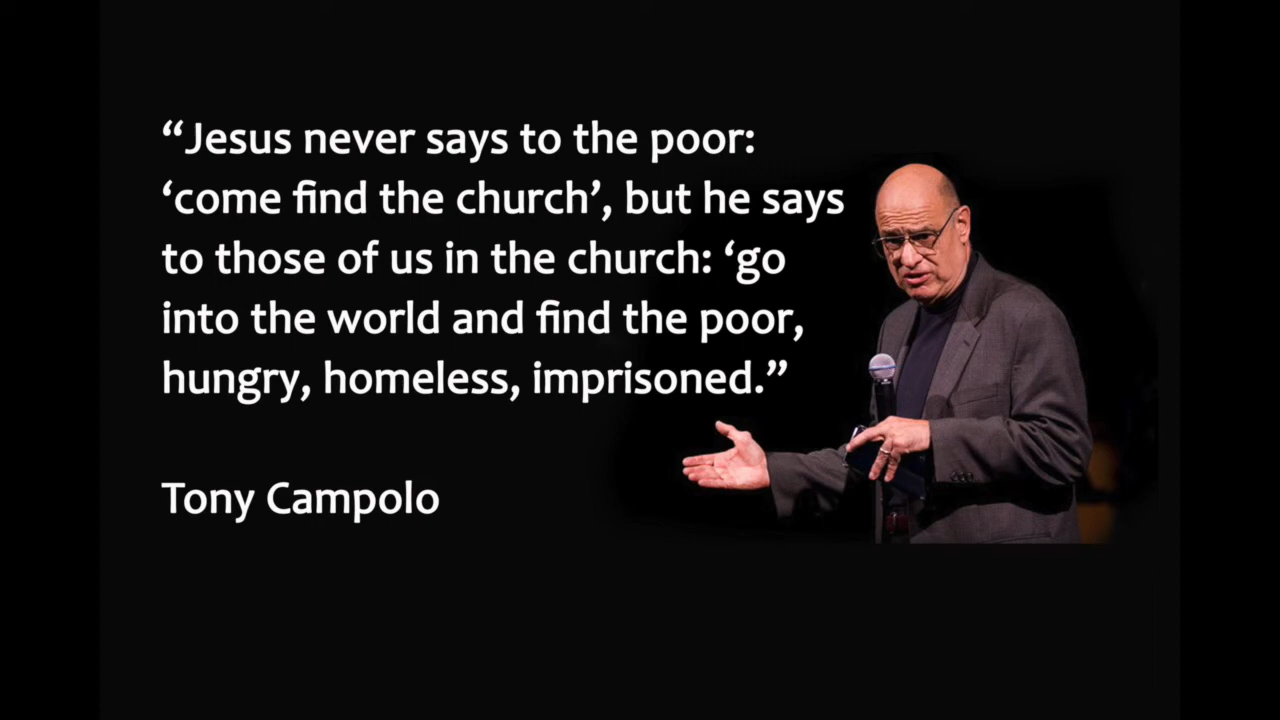 “Jesus never says to the poor:
‘come find the church’, but he says
to those of us in the church: ‘go
into the world and find the poor,
hungry, homeless, imprisoned.”
Tony Campolo